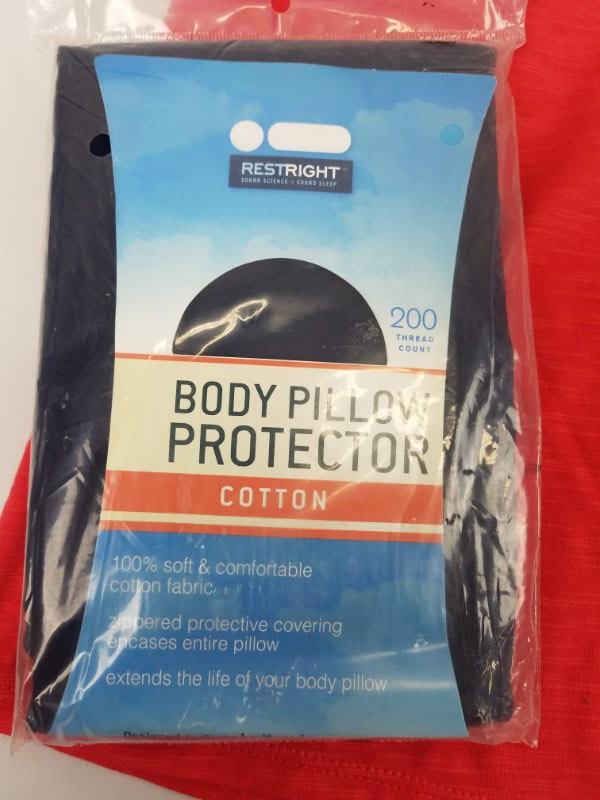 RESTRIGHT
SOUND SCIENCE > SOUND SLEEP
200
THREAD
COUNT
BODY PILLOW
PROTECTOR
COTTON
100% soft & comfortable
cotton fabric
zippered protective covering
encases entire pillow
extends the life of your body pillow